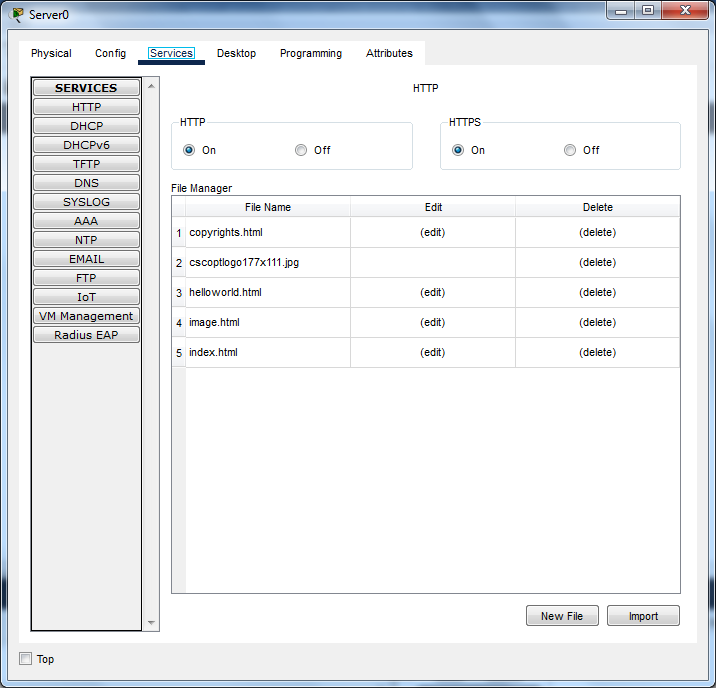 Server0
Physical Config Services Desktop Programming Attributes
SERVICES
HTTP
DHCP
DHCPv6
TFTP
DNS
SYSLOG
AAA
NTP
EMAIL
FTP
IoT
VM Management
Radius EAP
HTTP
HTTP
On Off
HTTPS
On Off
File Manager
File Name Edit Delete
1 copyrights.html (edit) (delete)
2 cscoptlogo177x111.jpg (delete)
3 helloworld.html (edit) (delete)
4 image.html (edit) (delete)
5 index.html (edit) (delete)
New File Import
Top